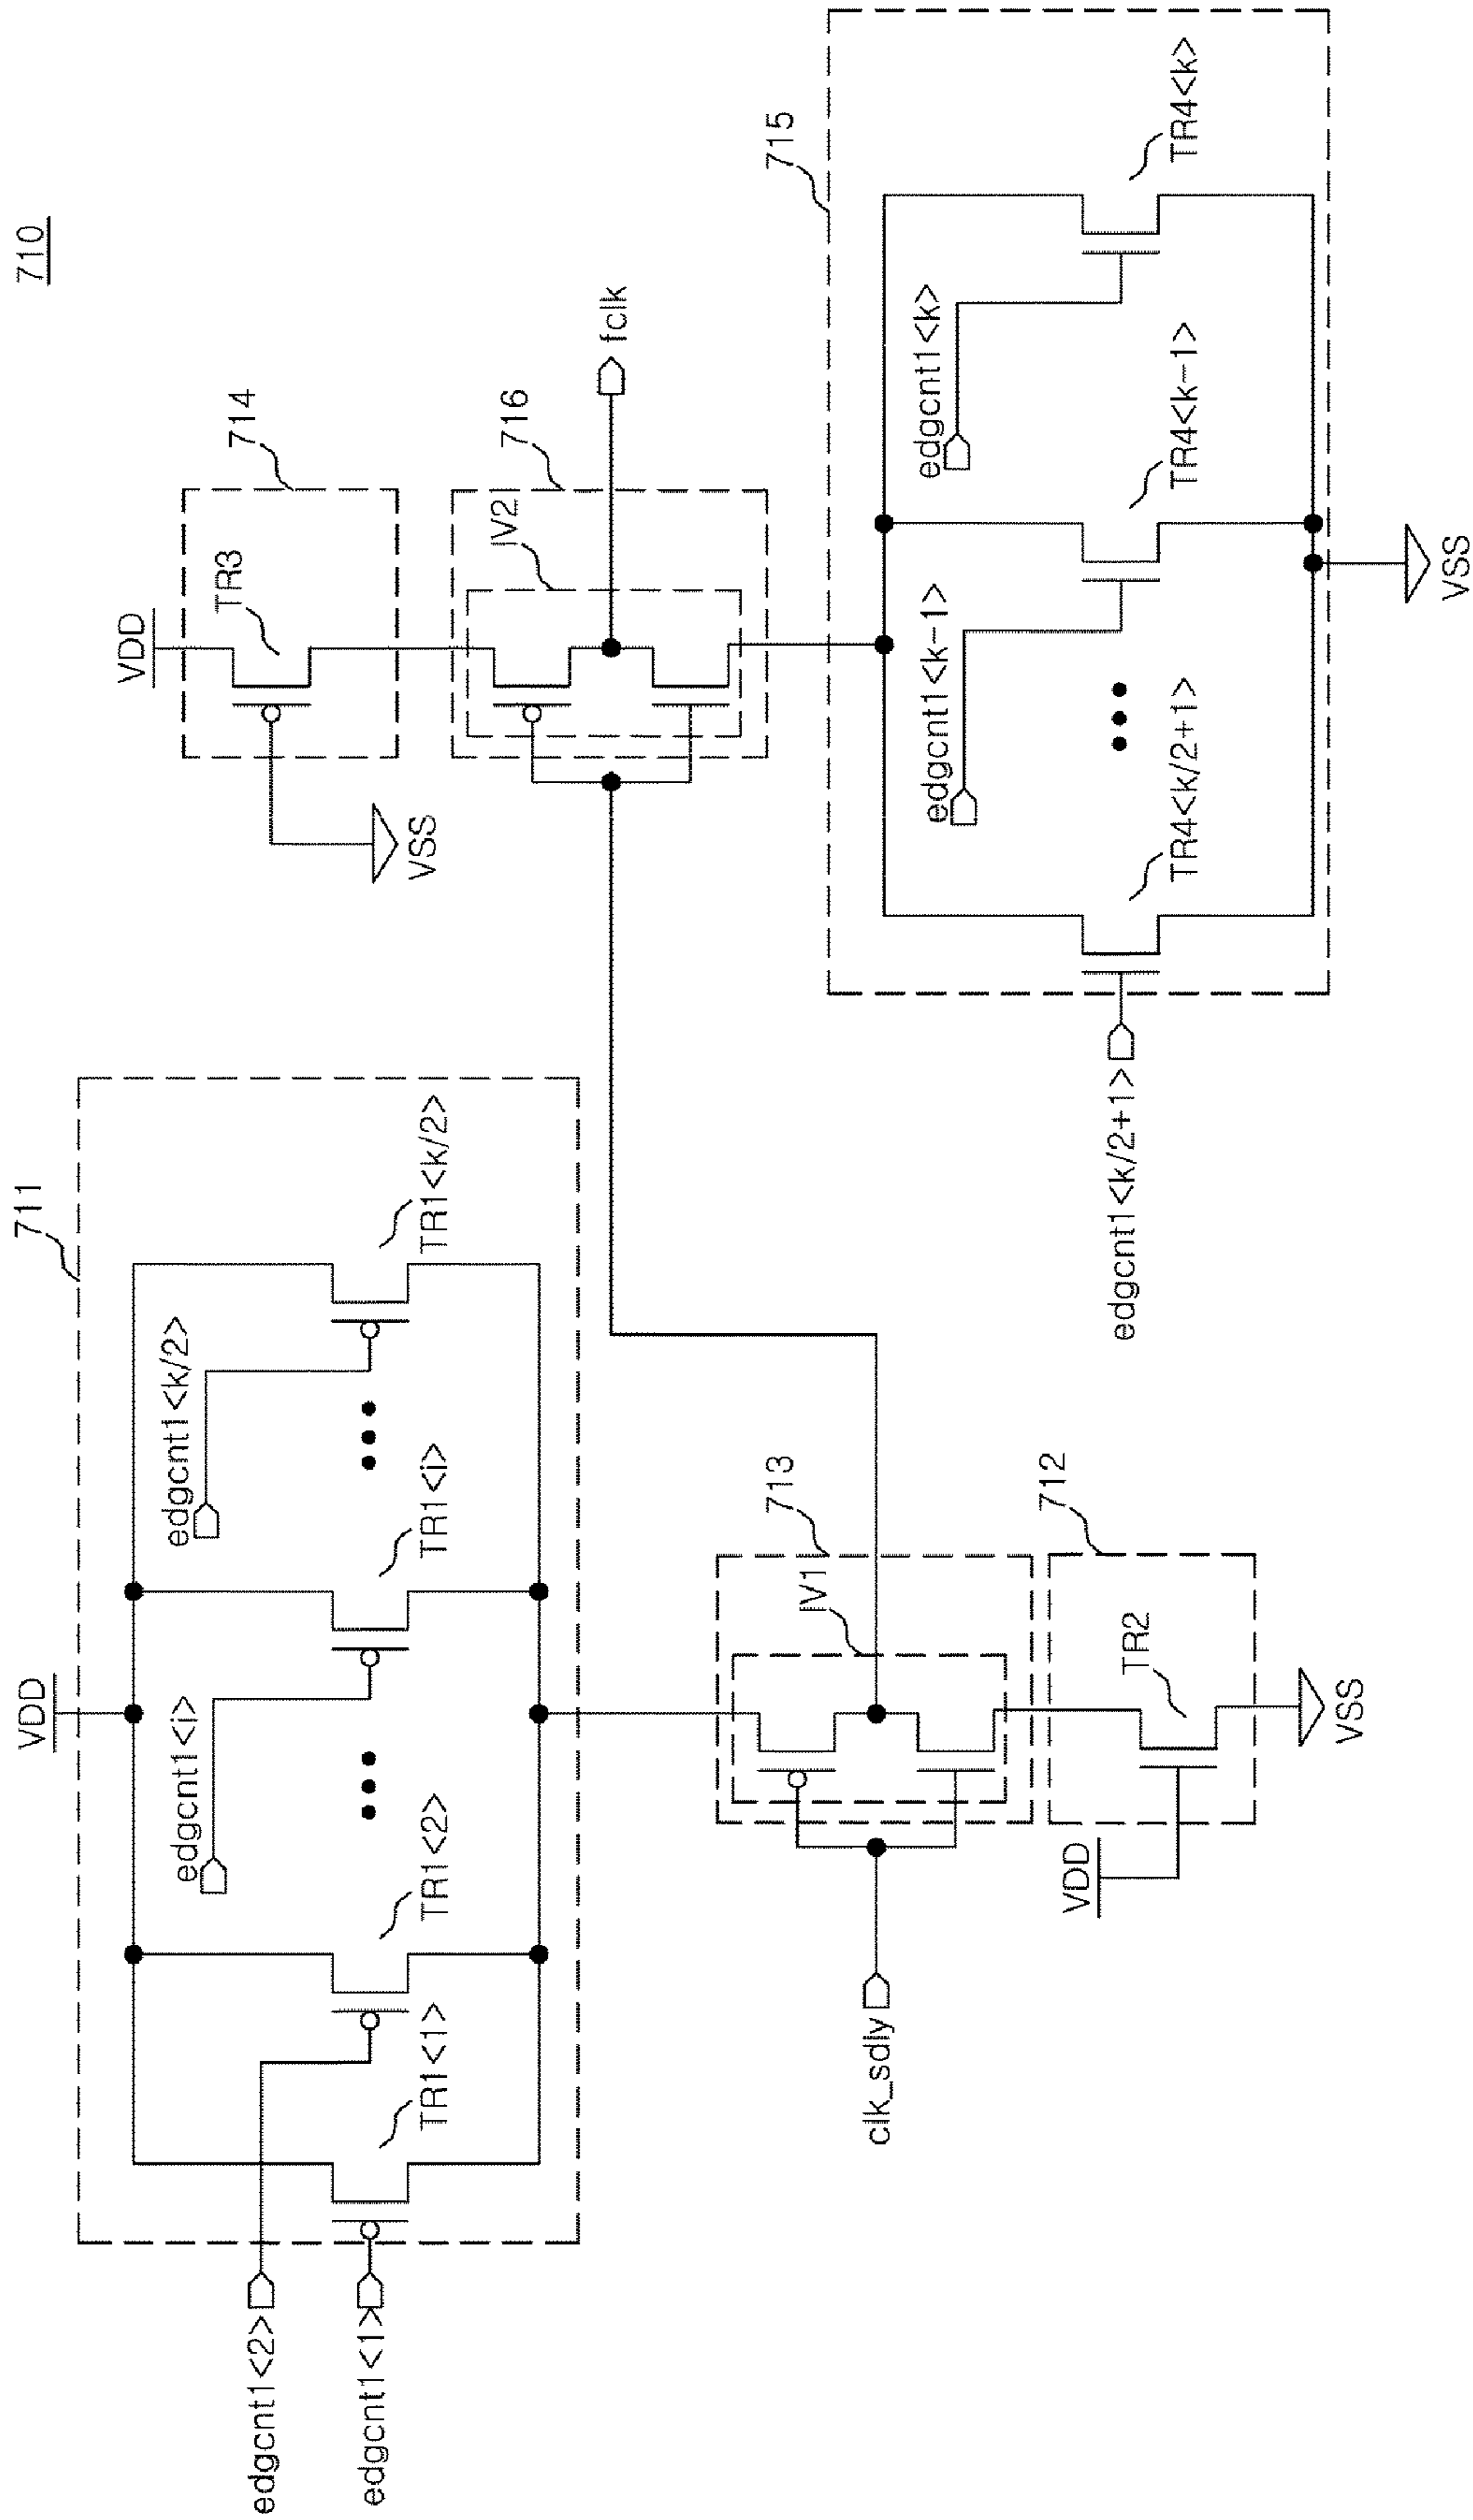 710
711
VDD
edgcnt1<2>
edgcnt1<1>
edgcnt1<i>
edgcnt1<k/2>
TR1<1>
TR1<2>
TR1<i>
TR1<k/2>
713
IV1
clk_sdly
712
TR2
VDD
VSS
714
VDD
TR3
VSS
716
IV2
fclk
715
edgcnt1<k/2+1>
edgcnt1<k-1>
edgcnt1<k>
TR4<k/2+1>
TR4<k-1>
TR4<k>
VSS